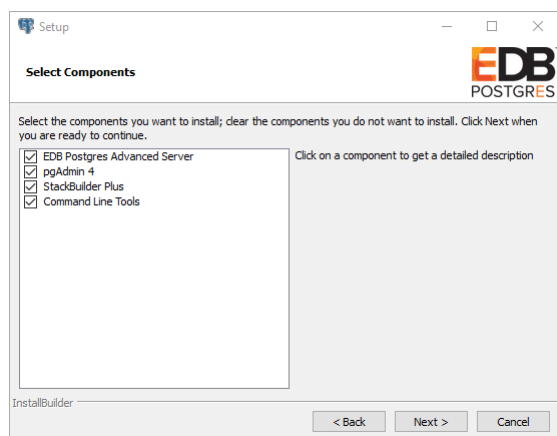 Setup
Select Components
EDB
POSTGRES
Select the components you want to install; clear the components you do not want to install. Click Next when
you are ready to continue.
EDB Postgres Advanced Server
pgAdmin 4
StackBuilder Plus
Command Line Tools
Click on a component to get a detailed description
InstallBuilder
< Back
Next >
Cancel